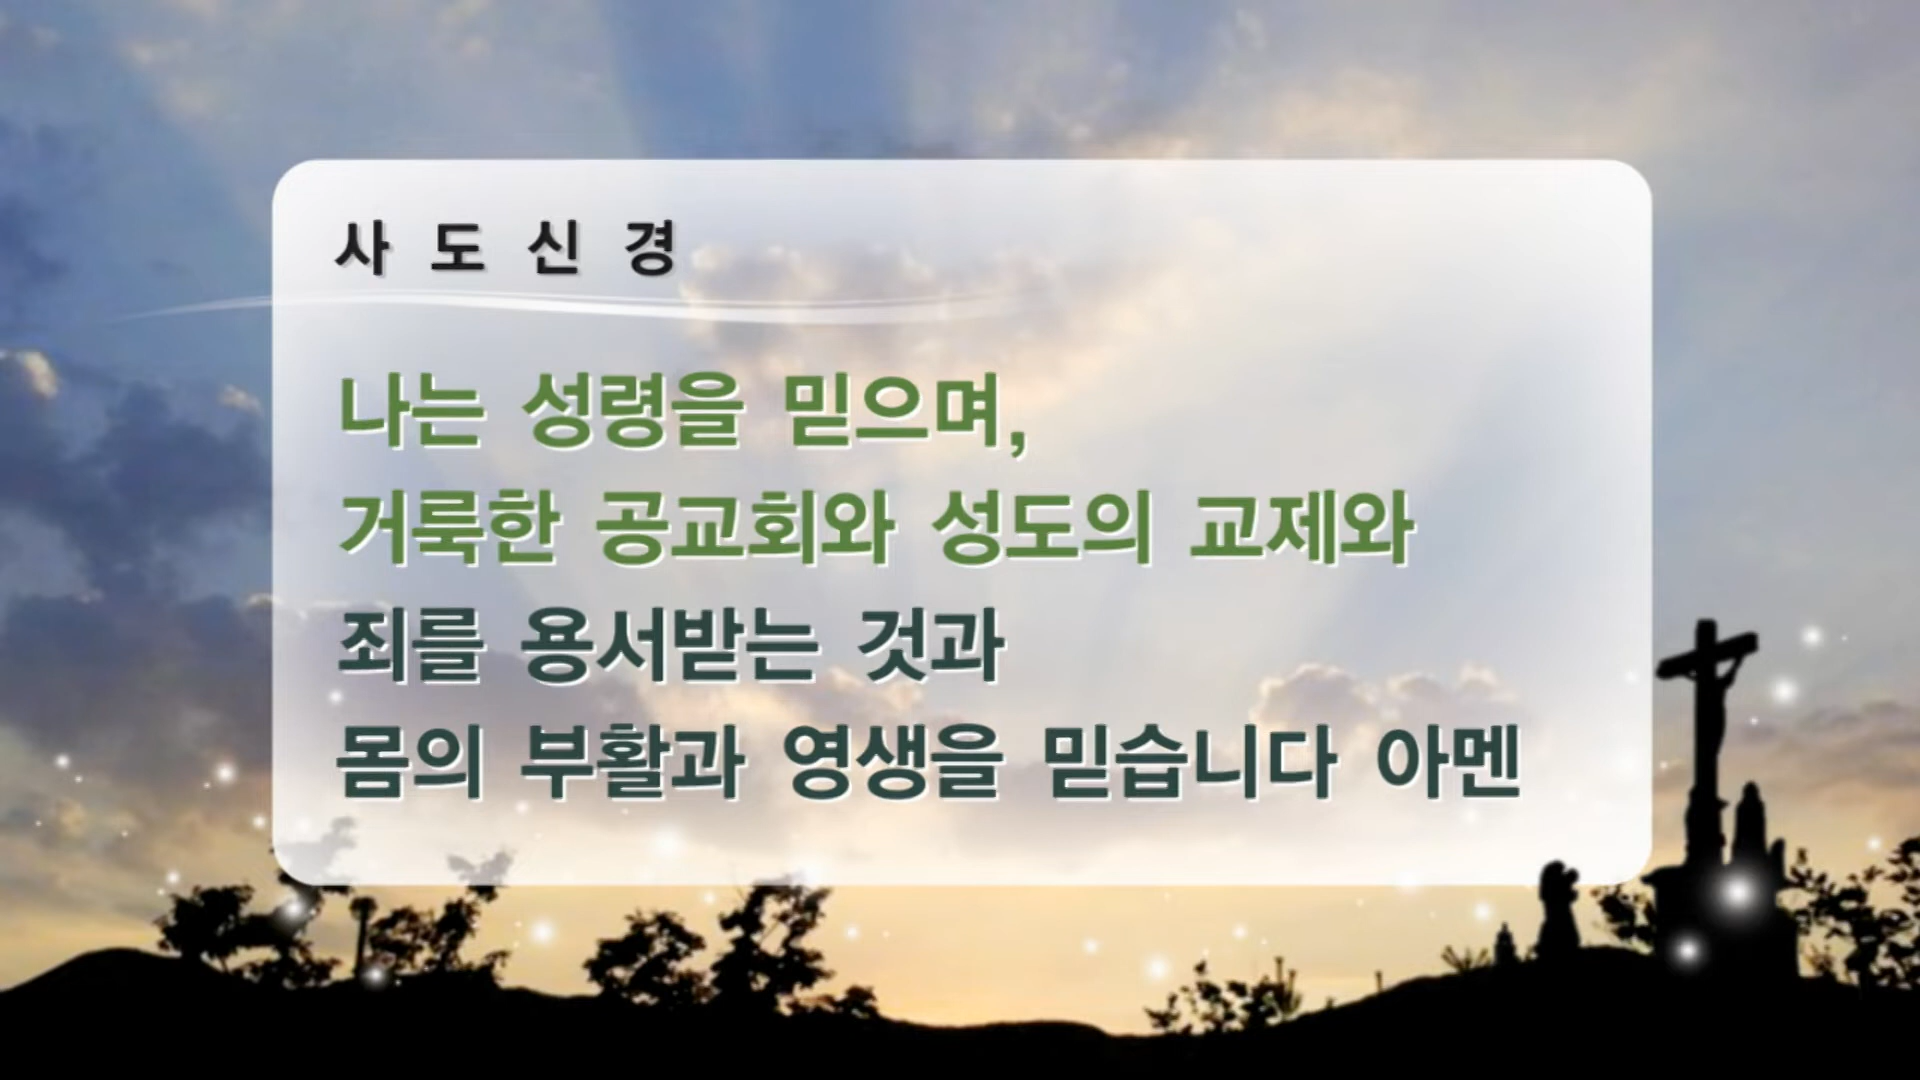 사 도 신 경
나는 성령을 믿으며,
거룩한 공교회와 성도의 교제와
죄를 용서받는 것과
몸의 부활과 영생을 믿습니다 아멘